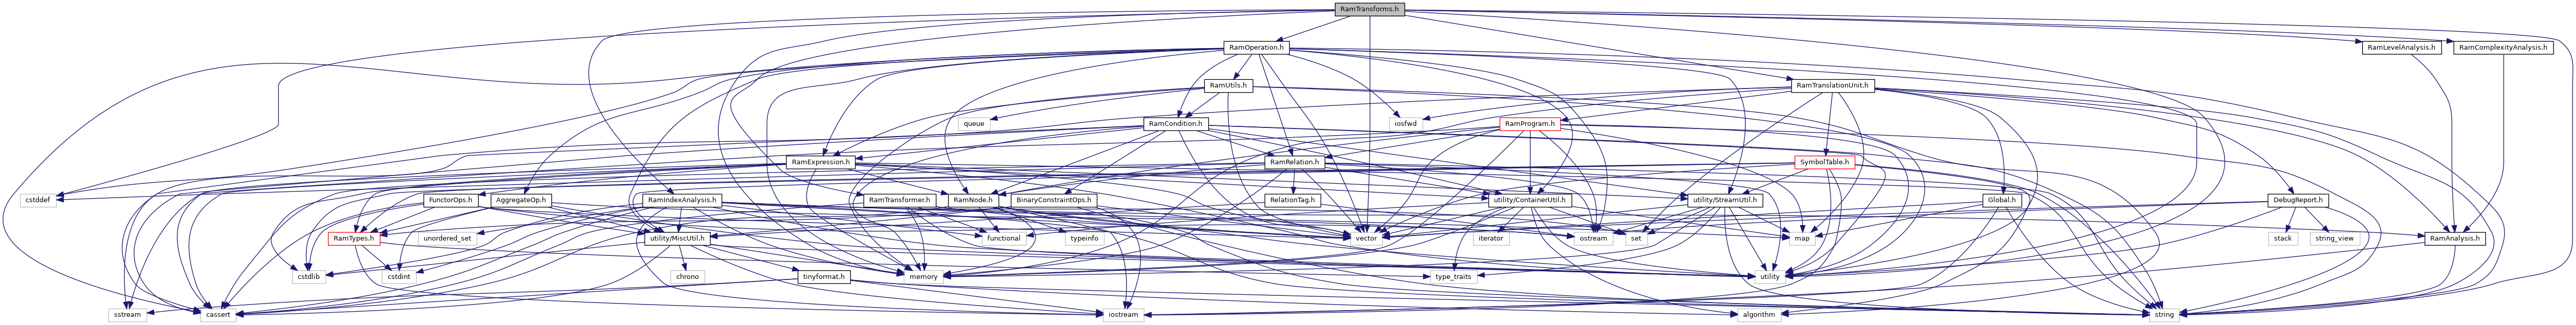 RamTransforms.h
RamOperation.h
RamLevelAnalysis.h
RamComplexityAnalysis.h
RamUtils.h
RamTranslationUnit.h
queue
RamCondition.h
iosfwd
RamProgram.h
RamExpression.h
RamRelation.h
SymbolTable.h
cstddef
FunctorOps.h
AggregateOp.h
RamIndexAnalysis.h
RamTransformer.h
RamNode.h
BinaryConstraintOps.h
RelationTag.h
utility/ContainerUtil.h
utility/StreamUtil.h
Global.h
DebugReport.h
RamTypes.h
unordered_set
utility/MiscUtil.h
functional
typeinfo
vector
iterator
ostream
set
map
stack
string_view
RamAnalysis.h
cstdlib
cstdint
chrono
tinyformat.h
memory
type_traits
utility
sstream
cassert
iostream
algorithm
string